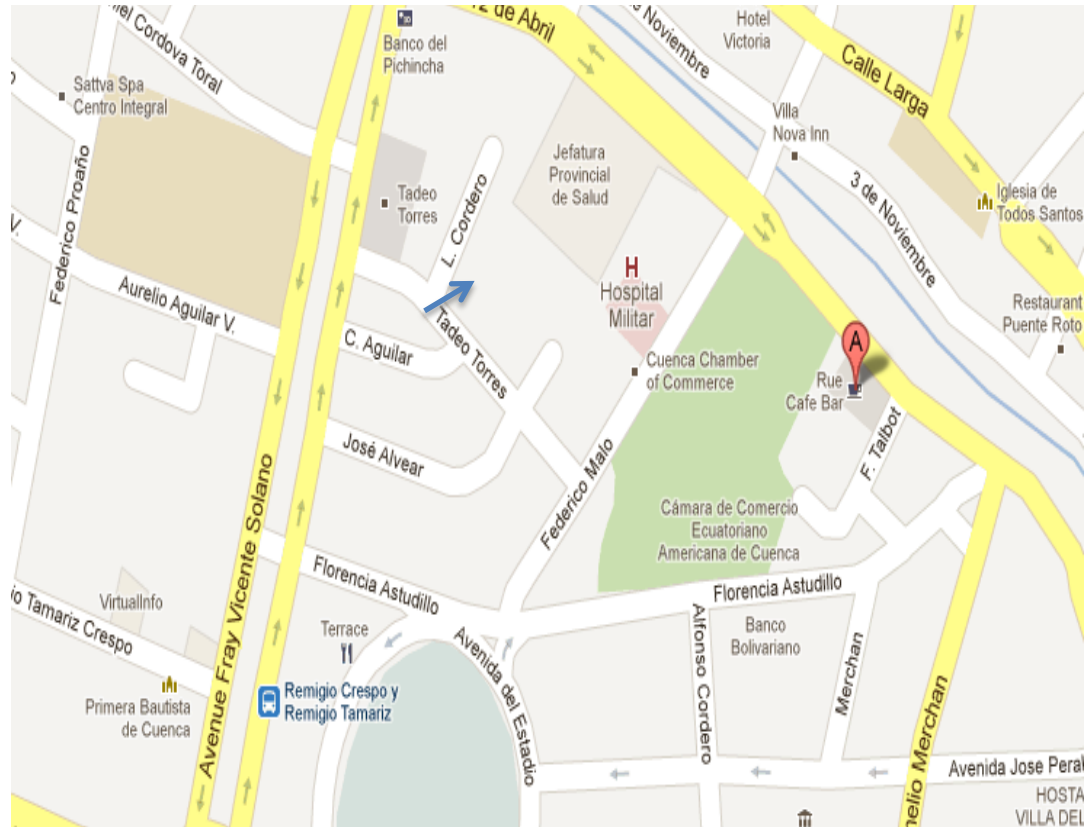 12 de Abril
Hotel
Victoria
de Noviembre
Calle Larga
iel Cordova Toral
Banco del
Pichincha
Sattva Spa
Centro Integral
Villa
Nova Inn
Jefatura
Provincial
de Salud
3 de Noviembre
Iglesia de
Todos Santos
Tadeo
Torres
L. Cordero
Federico Proaño
V.
H
Hospital
Militar
Aurelio Aguilar V.
C. Aguilar
Tadeo Torres
Restaurant
Puente Roto
A
Cuenca Chamber
of Commerce
Rue
Cafe Bar
José Alvear
F. Talbot
Federico Malo
Avenue Fray Vicente Solano
Cámara de Comercio
Ecuatoriano
Americana de Cuenca
Florencia Astudillo
Florencia Astudillo
VirtualInfo
io Tamariz Crespo
Terrace
Avenida del Estadio
Alfonso Cordero
Banco
Bolivariano
Merchan
Primera Bautista
de Cuenca
Remigio Crespo y
Remigio Tamariz
nelio Merchan
Avenida Jose Peral
HOSTA
VILLA DEL